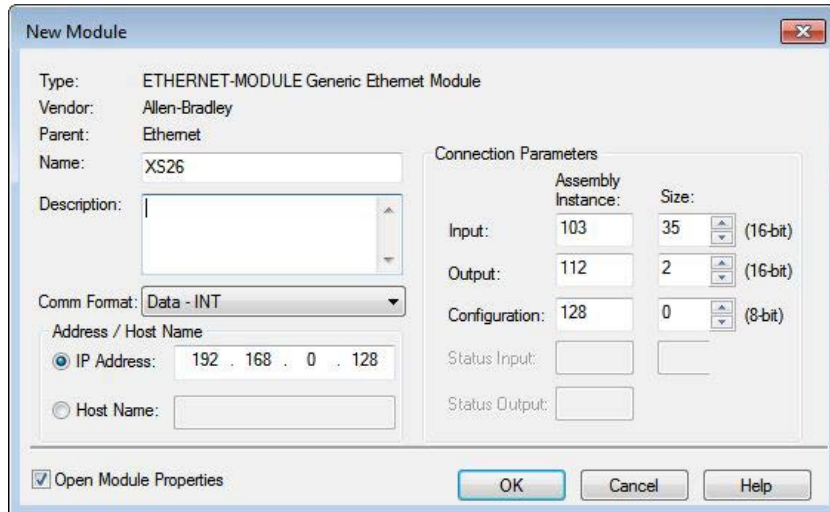 New Module
Type: ETHERNET-MODULE Generic Ethernet Module
Vendor: Allen-Bradley
Parent: Ethernet
Name: XS26
Description:
Comm Format: Data - INT
Address / Host Name
IP Address: 192 . 168 . 0 . 128
Host Name:
Connection Parameters
Assembly
Instance: Size:
Input: 103 35 (16-bit)
Output: 112 2 (16-bit)
Configuration: 128 0 (8-bit)
Status Input:
Status Output:
Open Module Properties
OK Cancel Help